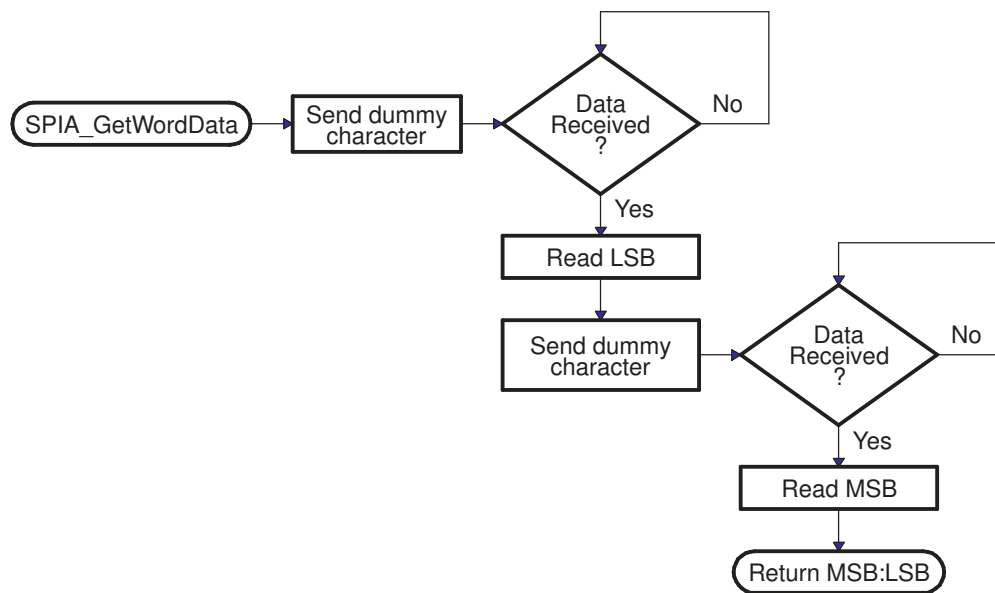 SPIA_GetWordData
Send dummy
character
Data
Received
?
No
Yes
Read LSB
Send dummy
character
Data
Received
?
No
Yes
Read MSB
Return MSB:LSB